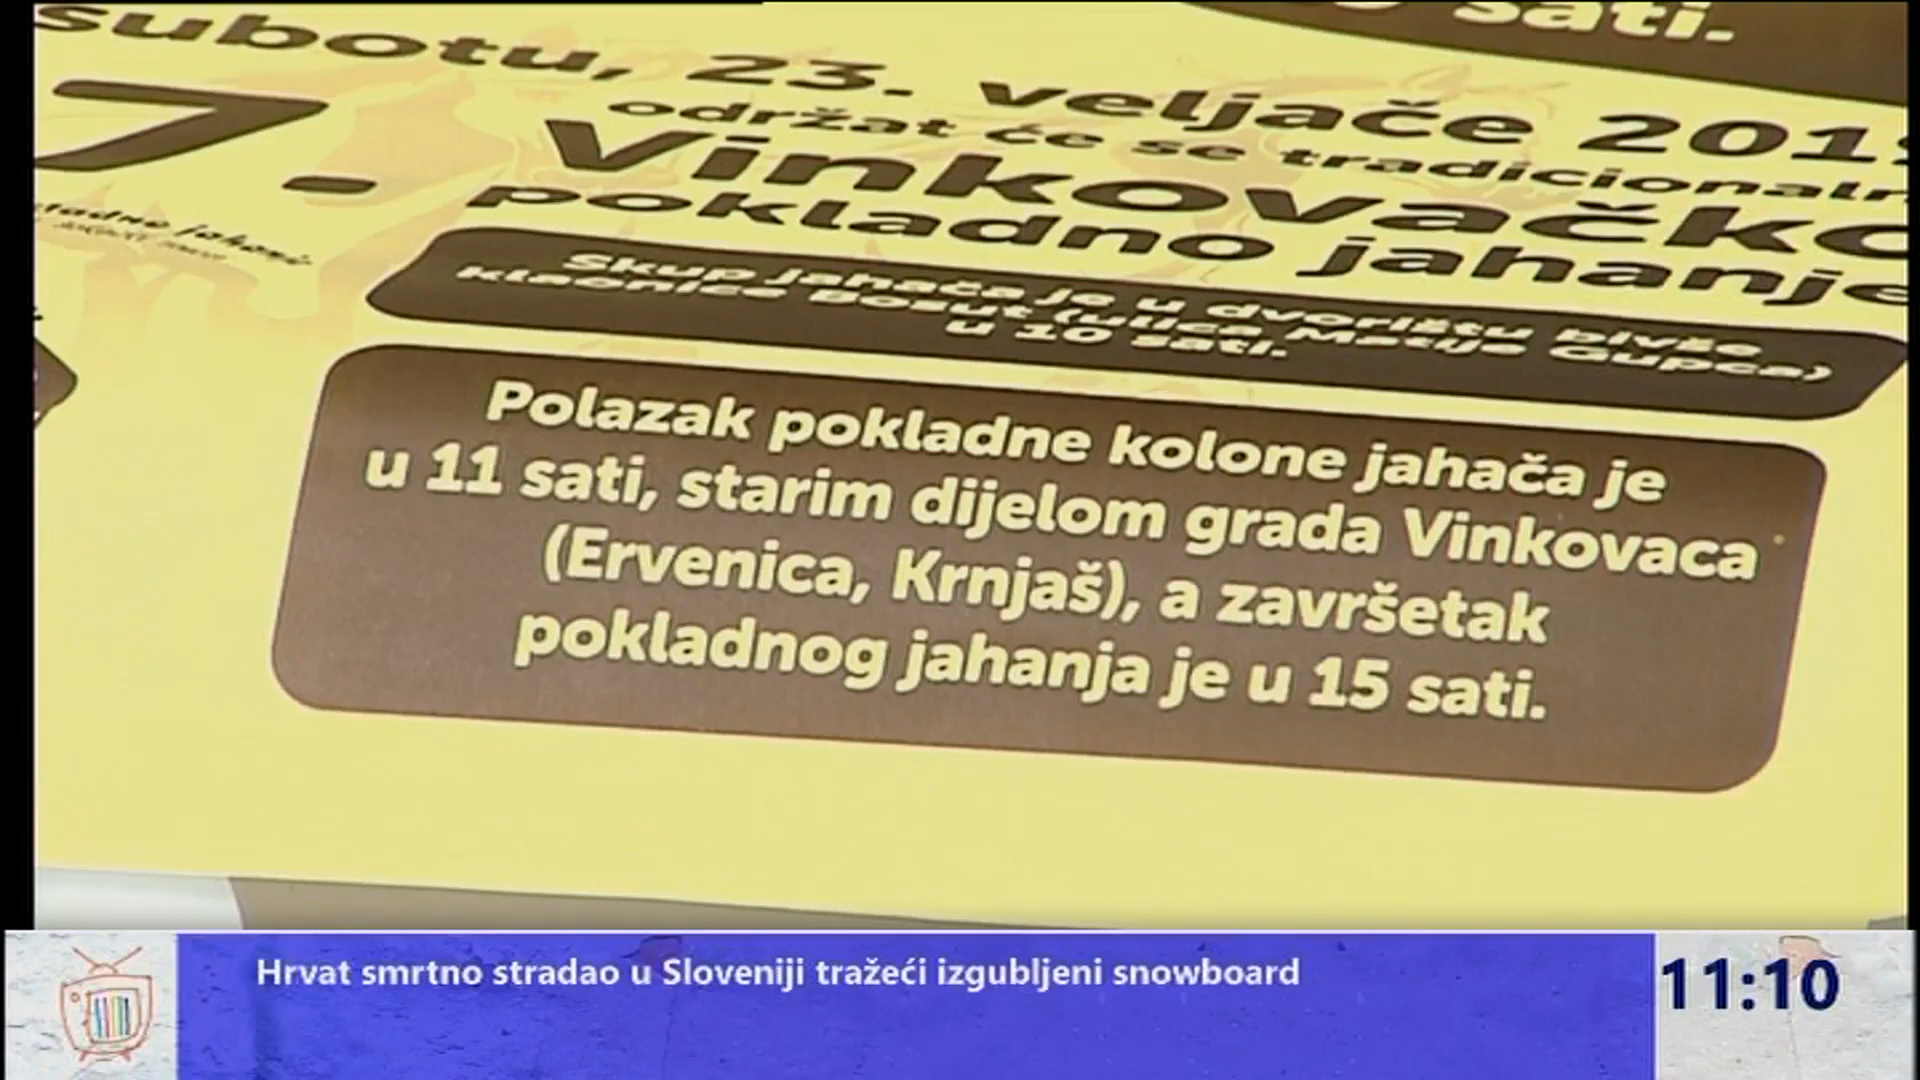 sati.
subotu, 23. veljače 201
7. održat će se
Vinkovačko
pokladno jahanje
Skup jahača je u dvorištu bivše
Klaonice Bosut (ulica Matije Gupca)
u 10 sati.
Polazak pokladne kolone jahača je
u 11 sati, starim dijelom grada Vinkovaca
(Ervenica, Krnjaš), a završetak
pokladnog jahanja je u 15 sati.
Hrvat smrtno stradao u Sloveniji tražeći izgubljeni snowboard
11:10